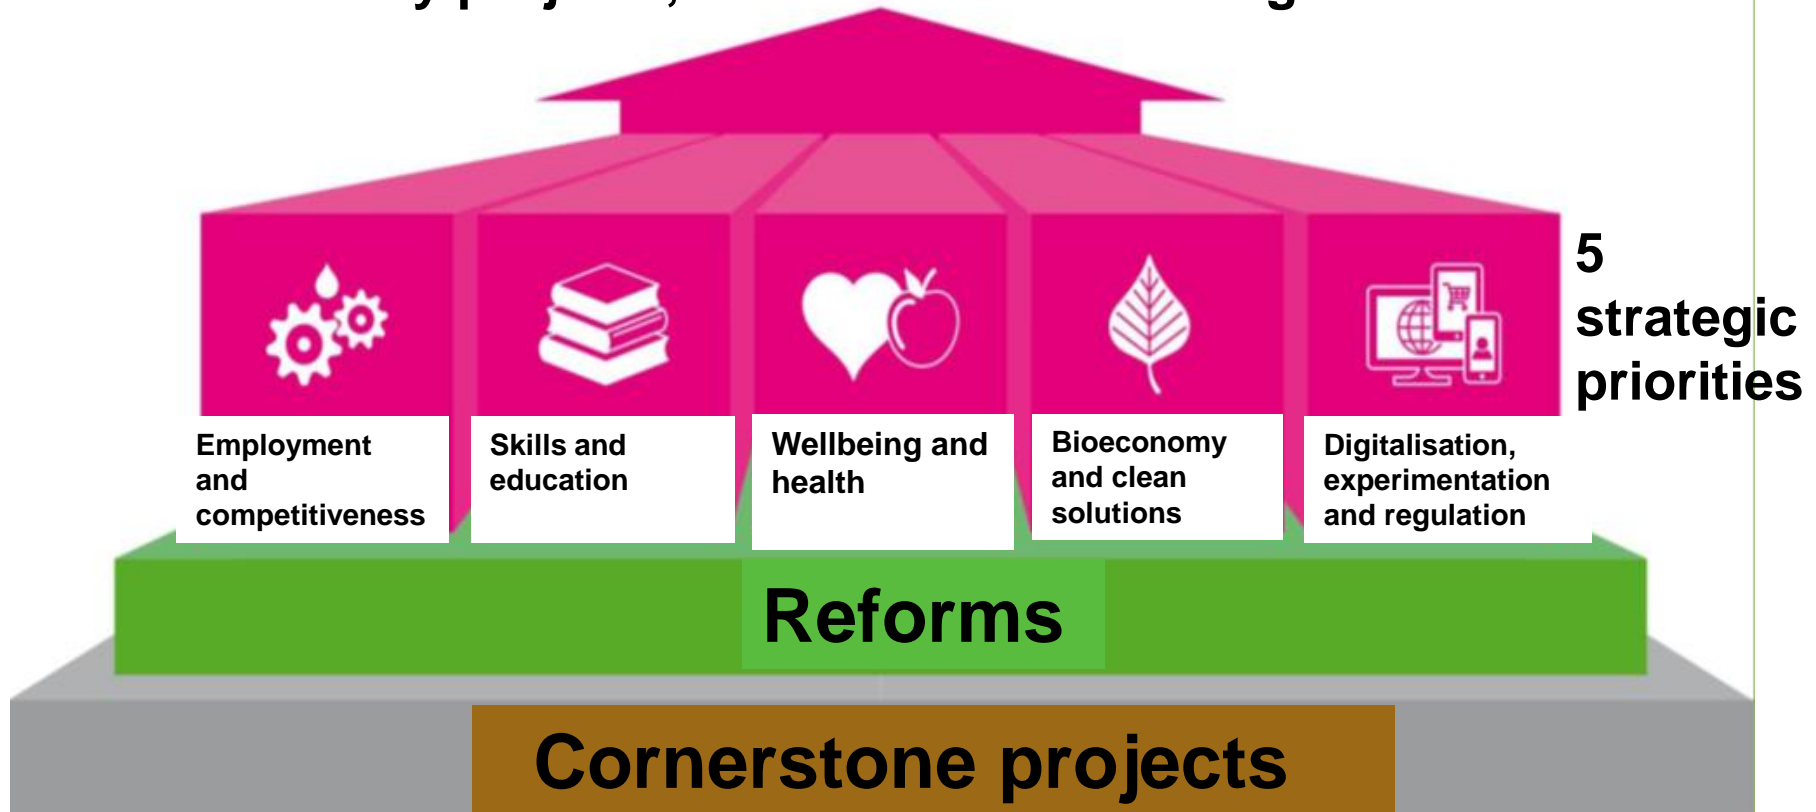 5
strategic
priorities
Employment
and
competitiveness
Skills and
education
Wellbeing and
health
Bioeconomy
and clean
solutions
Digitalisation,
experimentation
and regulation
Reforms
Cornerstone projects